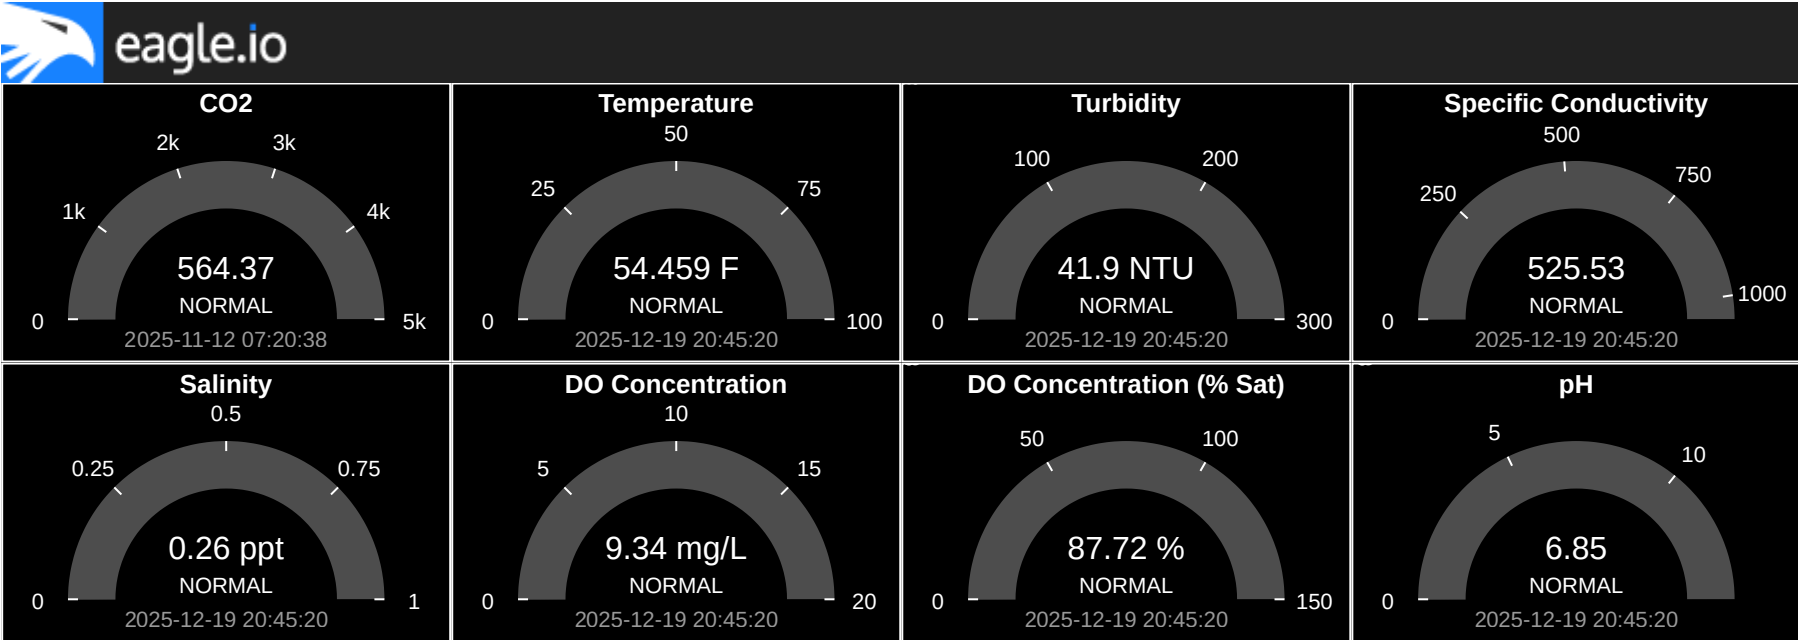 eagle.io
CO2
2k
3k
1k
4k
564.37
NORMAL
0
5k
2025-11-12 07:20:38
Temperature
50
25
75
54.459 F
NORMAL
0
100
2025-12-19 20:45:20
Turbidity
100
200
41.9 NTU
NORMAL
0
300
2025-12-19 20:45:20
Specific Conductivity
500
750
250
525.53
1000
NORMAL
0
2025-12-19 20:45:20
Salinity
0.5
0.25
0.75
0.26 ppt
NORMAL
0
1
2025-12-19 20:45:20
DO Concentration
10
5
15
9.34 mg/L
NORMAL
0
20
2025-12-19 20:45:20
DO Concentration (% Sat)
50
100
87.72 %
NORMAL
0
150
2025-12-19 20:45:20
pH
5
10
6.85
NORMAL
0
2025-12-19 20:45:20